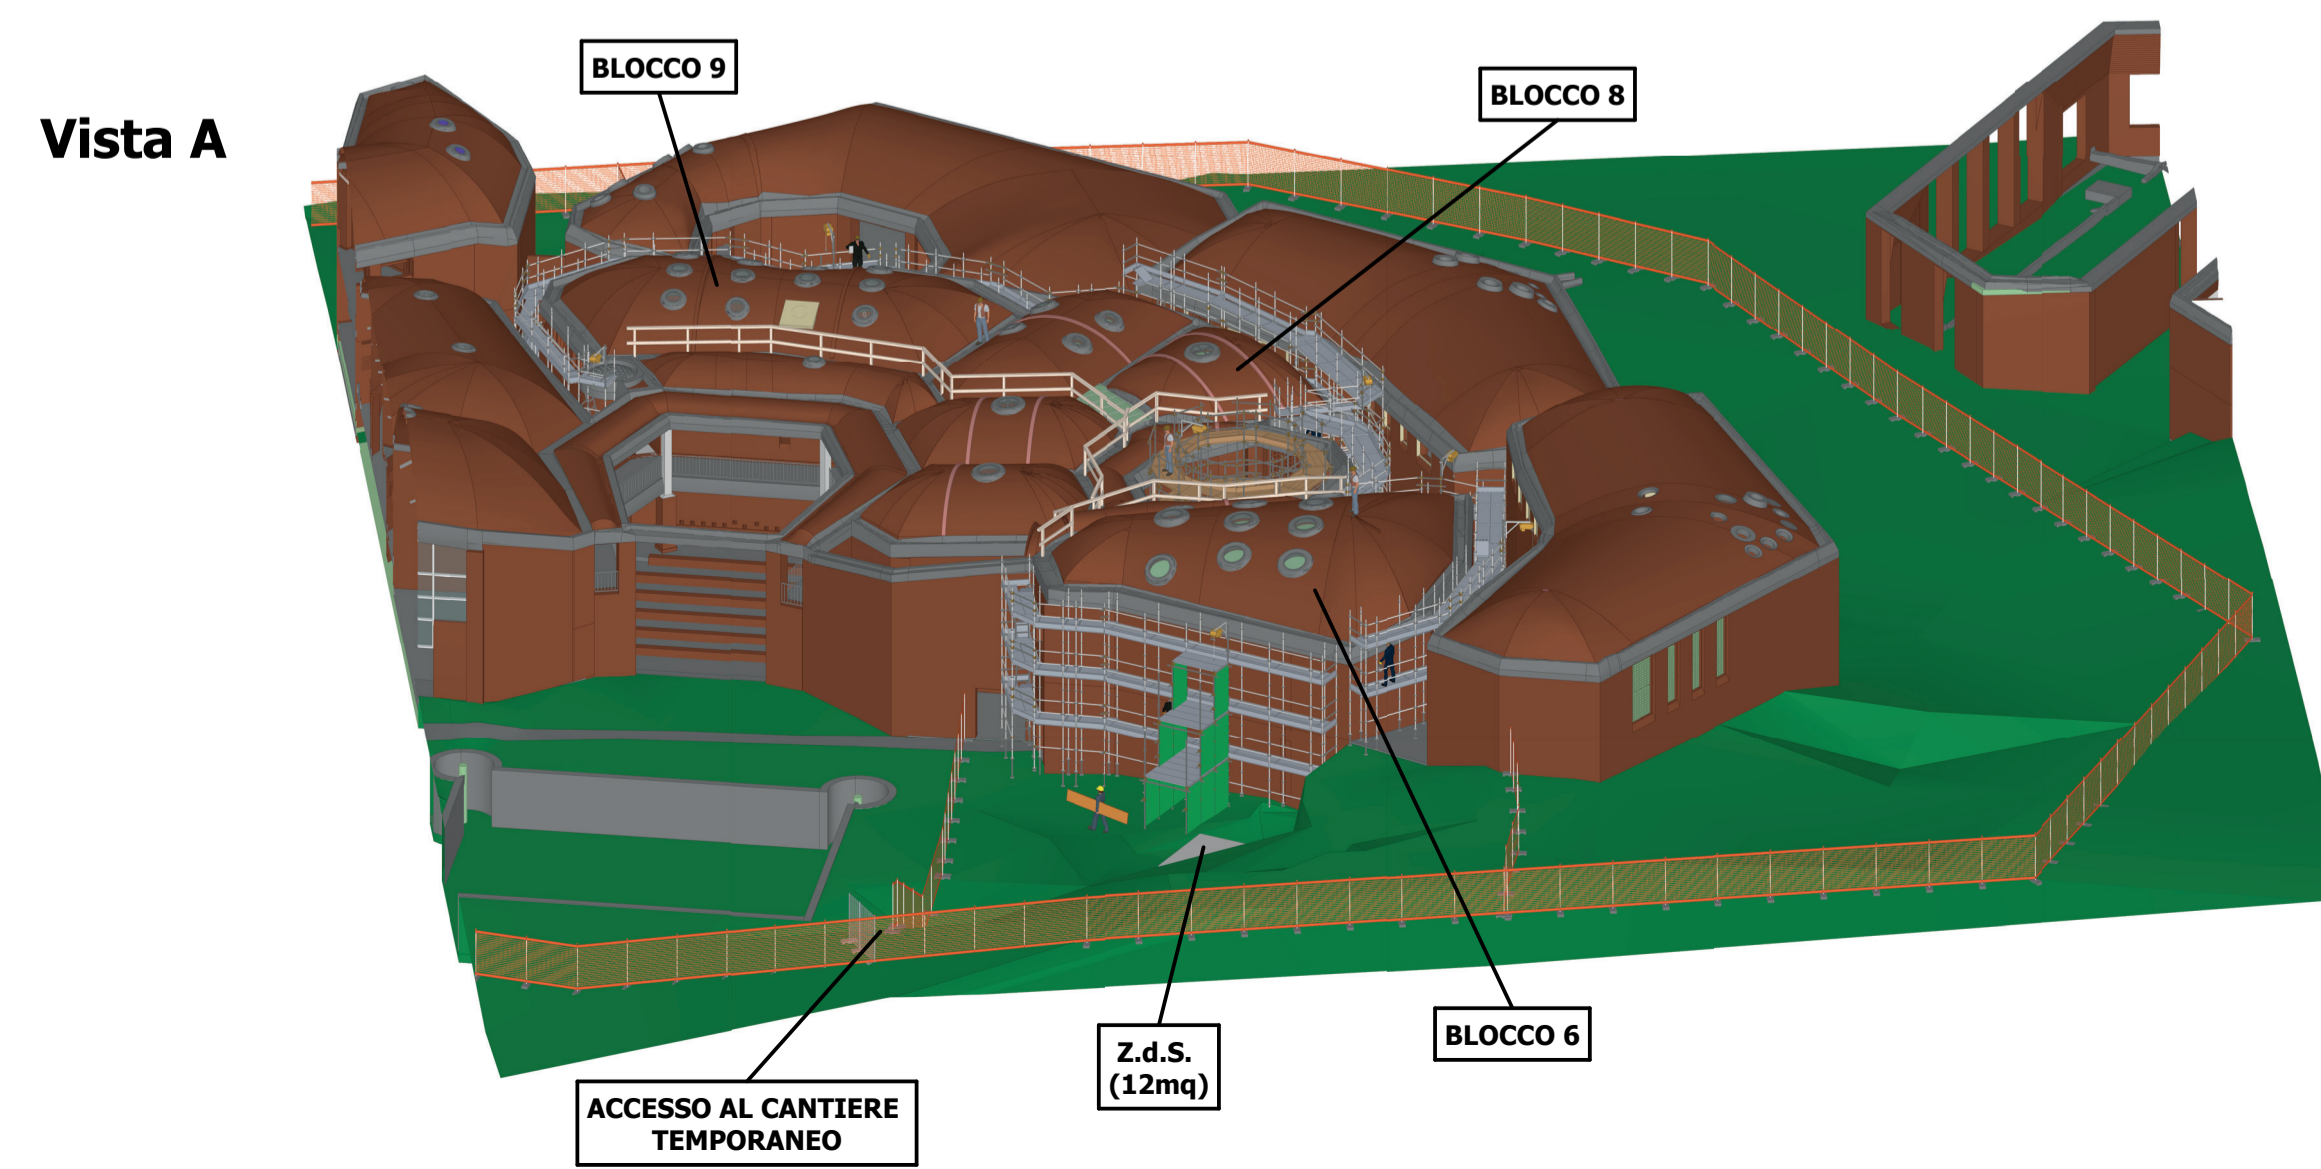 BLOCCO 9
BLOCCO 8
Vista A
BLOCCO 6
Z.d.S.
(12mq)
ACCESSO AL CANTIERE
TEMPORANEO